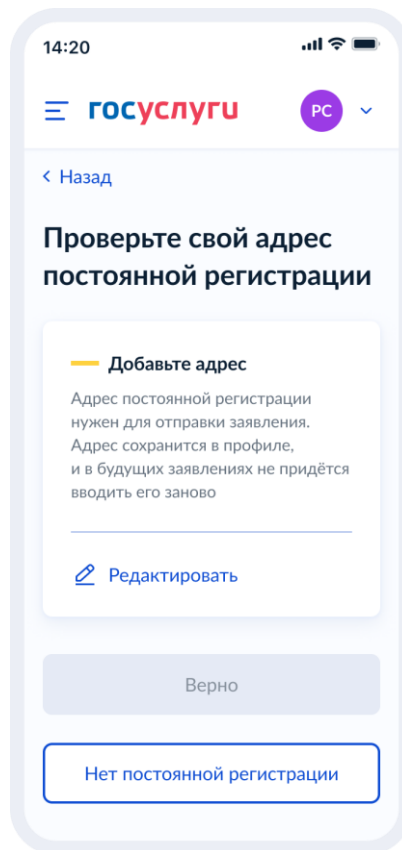 14:20
госуслуги
РС
Назад
Проверьте свой адрес
постоянной регистрации
Добавьте адрес
Адрес постоянной регистрации
нужен для отправки заявления.
Адрес сохранится в профиле,
и в будущих заявлениях не придётся
вводить его заново
Редактировать
Верно
Нет постоянной регистрации